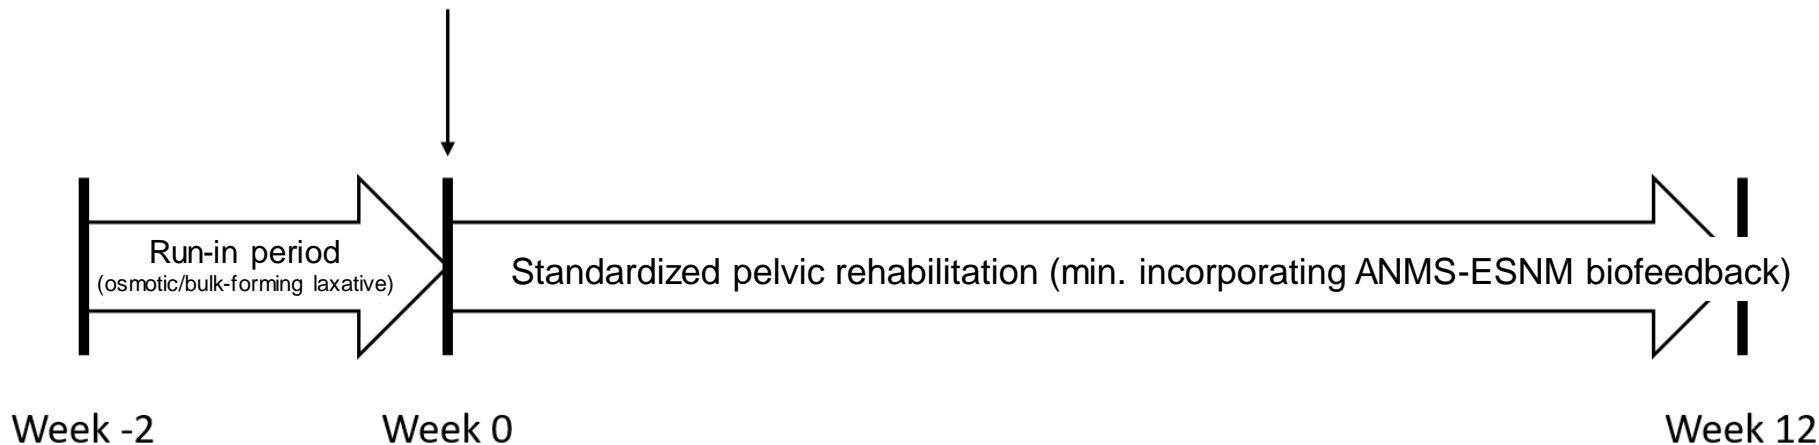 Run-in period
(osmotic/bulk-forming laxative)
Standardized pelvic rehabilitation (min. incorporating ANMS-ESNM biofeedback)
Week -2
Week 0
Week 12